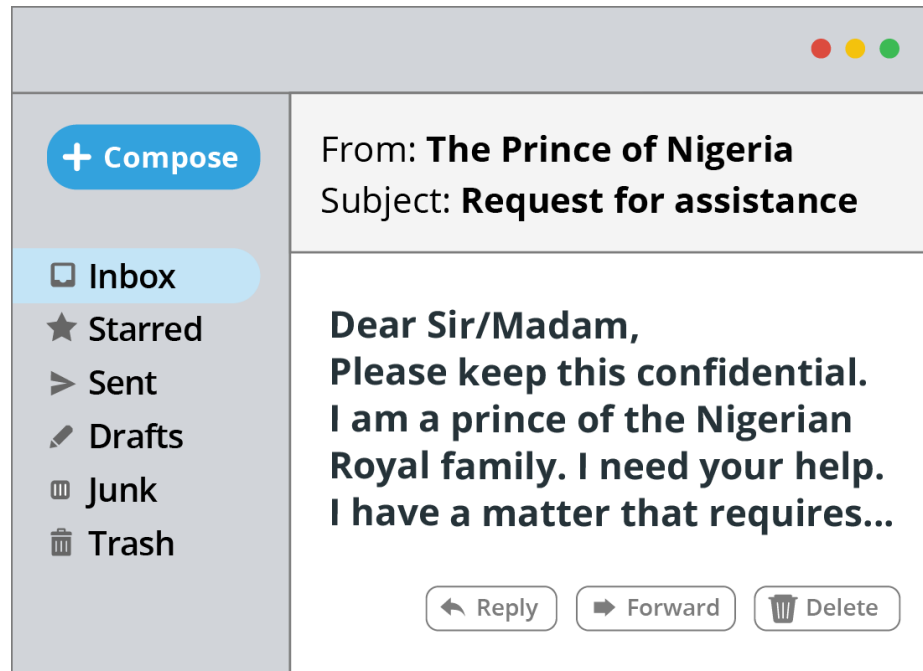 + Compose
Inbox
Starred
Sent
Drafts
Junk
Trash
From: The Prince of Nigeria
Subject: Request for assistance
Dear Sir/Madam,
Please keep this confidential.
I am a prince of the Nigerian
Royal family. I need your help.
I have a matter that requires...
Reply
Forward
Delete